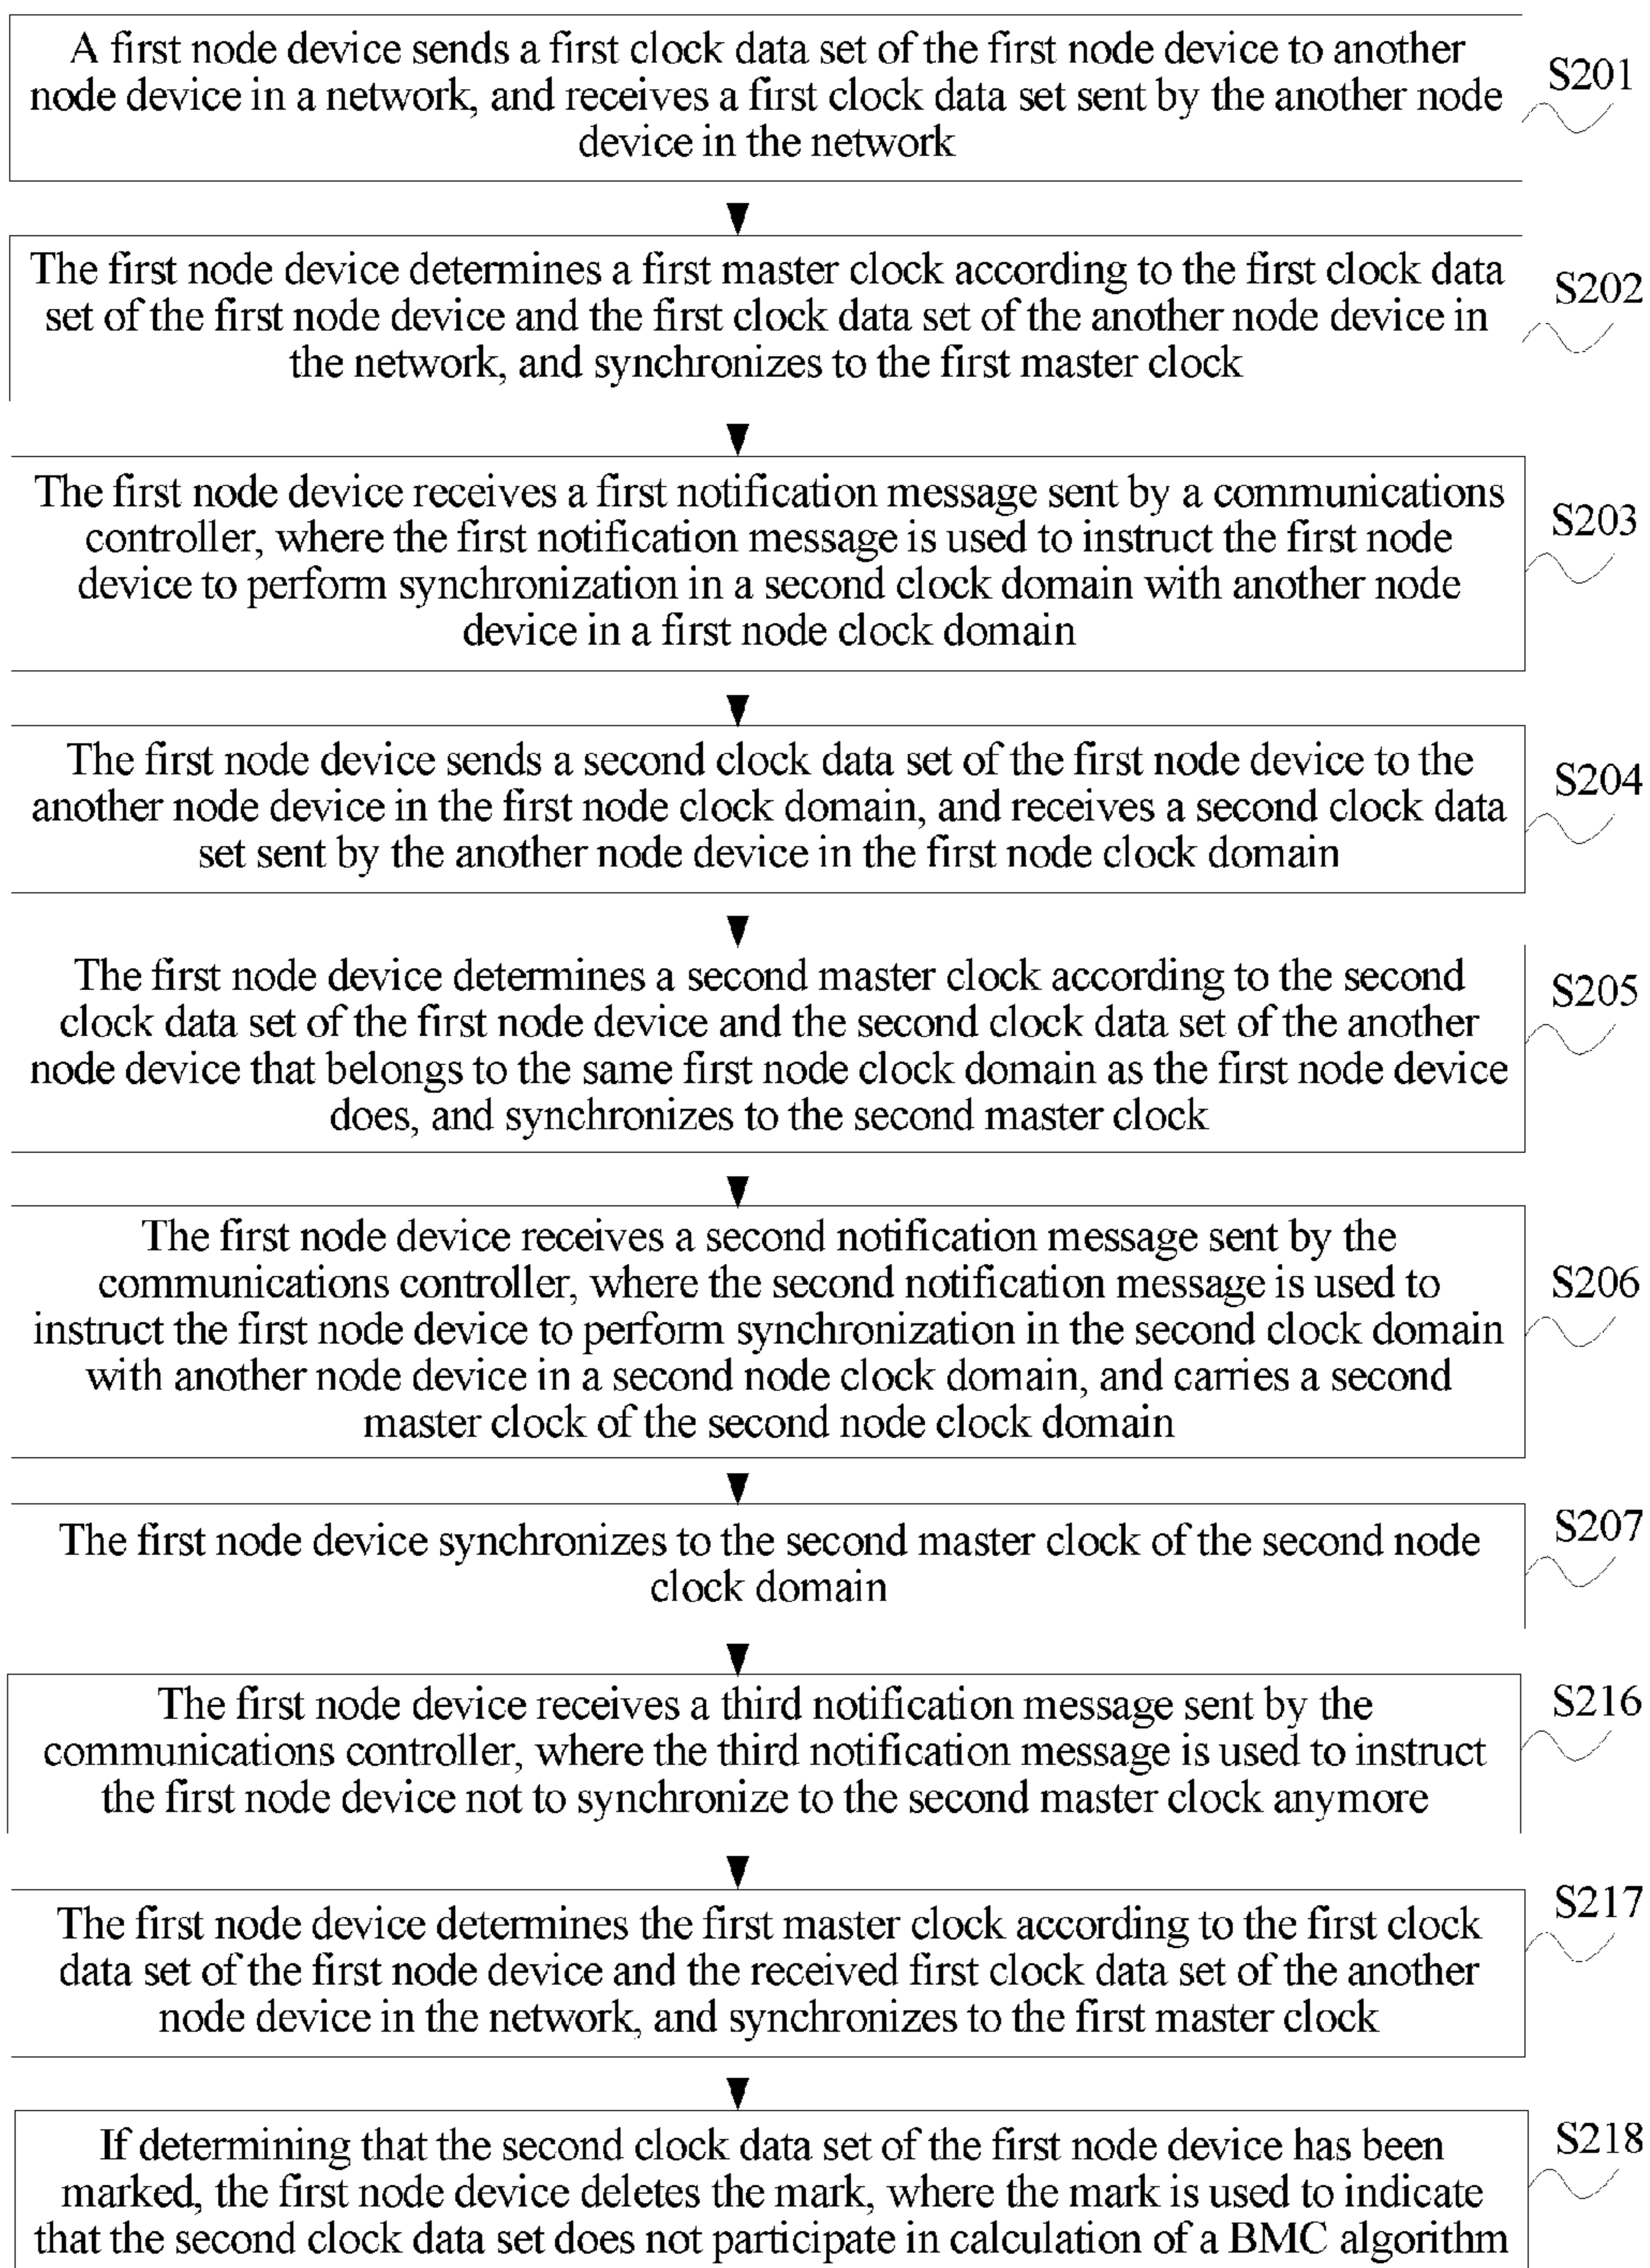 A first node device sends a first clock data set of the first node device to another
node device in a network, and receives a first clock data set sent by the another node
device in the network
S201
The first node device determines a first master clock according to the first clock data
set of the first node device and the first clock data set of the another node device in
the network, and synchronizes to the first master clock
S202
The first node device receives a first notification message sent by a communications
controller, where the first notification message is used to instruct the first node
device to perform synchronization in a second clock domain with another node
device in a first node clock domain
S203
The first node device sends a second clock data set of the first node device to the
another node device in the first node clock domain, and receives a second clock data
set sent by the another node device in the first node clock domain
S204
The first node device determines a second master clock according to the second
clock data set of the first node device and the second clock data set of the another
node device that belongs to the same first node clock domain as the first node device
does, and synchronizes to the second master clock
S205
The first node device receives a second notification message sent by the
communications controller, where the second notification message is used to
instruct the first node device to perform synchronization in the second clock domain
with another node device in a second node clock domain, and carries a second
master clock of the second node clock domain
S206
The first node device synchronizes to the second master clock of the second node
clock domain
S207
The first node device receives a third notification message sent by the
communications controller, where the third notification message is used to instruct
the first node device not to synchronize to the second master clock anymore
S216
The first node device determines the first master clock according to the first clock
data set of the first node device and the received first clock data set of the another
node device in the network, and synchronizes to the first master clock
S217
If determining that the second clock data set of the first node device has been
marked, the first node device deletes the mark, where the mark is used to indicate
that the second clock data set does not participate in calculation of a BMC algorithm
S218